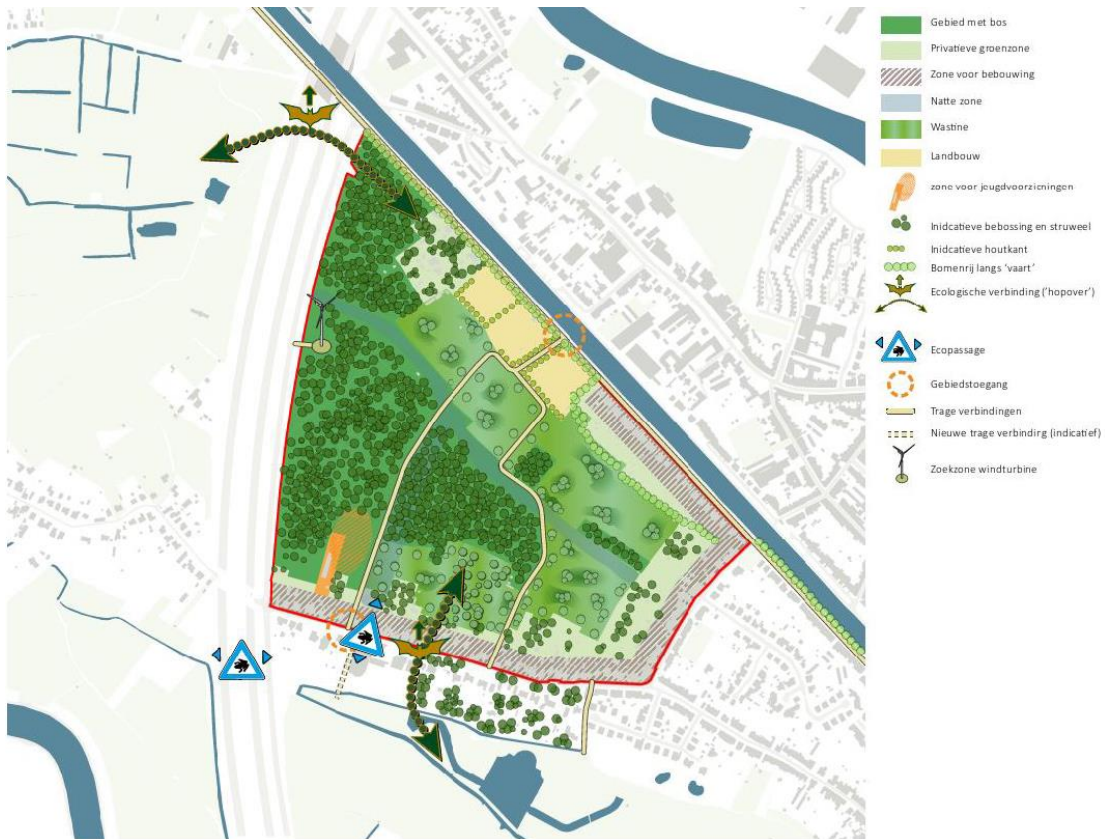 Gebied met bos
Privatieve groenzone
Zone voor bebouwing
Natte zone
Wastine
Landbouw
zone voor jeugdvoorzieningen
Inidcatieve bebossing en struweel
Inidcatieve houtkant
Bomenrij langs 'vaart'
Ecologische verbinding ('hopover')
Ecopassage
Gebiedstoegang
Trage verbindingen
Nieuwe trage verbinding (indicatief)
Zoekzone windturbine